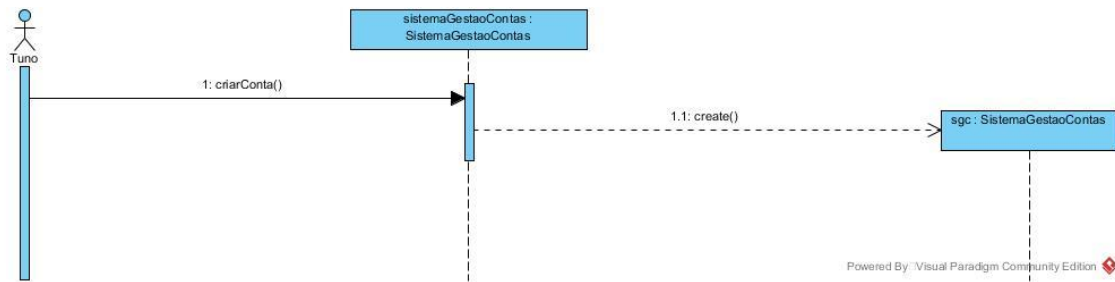 sistemaGestaoContas :
SistemaGestaoContas
Tuno
1: criarConta()
1.1: create()
sgc : SistemaGestaoContas
Powered By Visual Paradigm Community Edition